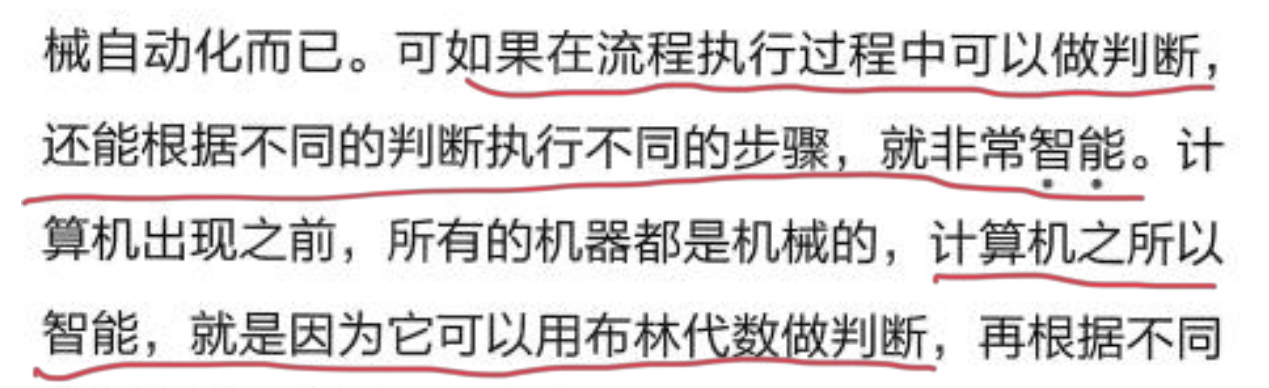 械自动化而已。可如果在流程执行过程中可以做判断，
还能根据不同的判断执行不同的步骤，就非常智能。计
算机出现之前，所有的机器都是机械的，计算机之所以
智能，就是因为它可以用布林代数做判断，再根据不同